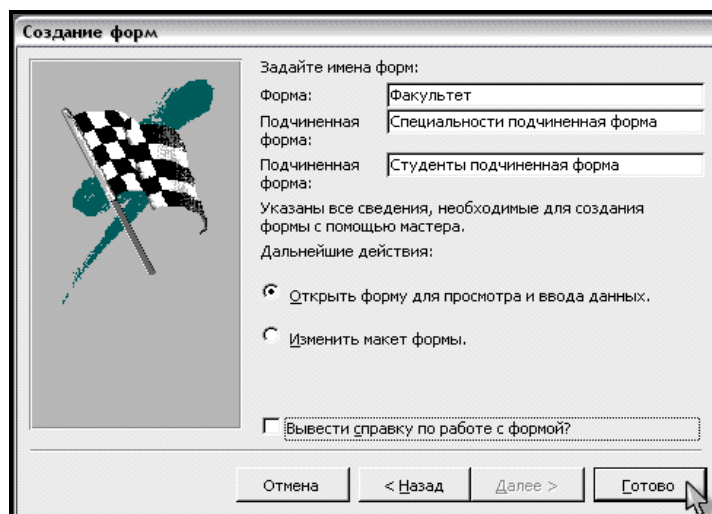 Создание форм
Задайте имена форм:
Форма: Факультет
Подчиненная форма: Специальности подчиненная форма
Подчиненная форма: Студенты подчиненная форма
Указаны все сведения, необходимые для создания
формы с помощью мастера.
Дальнейшие действия:
Открыть форму для просмотра и ввода данных.
Изменить макет формы.
Вывести справку по работе с формой?
Отмена < Назад Далее > Готово